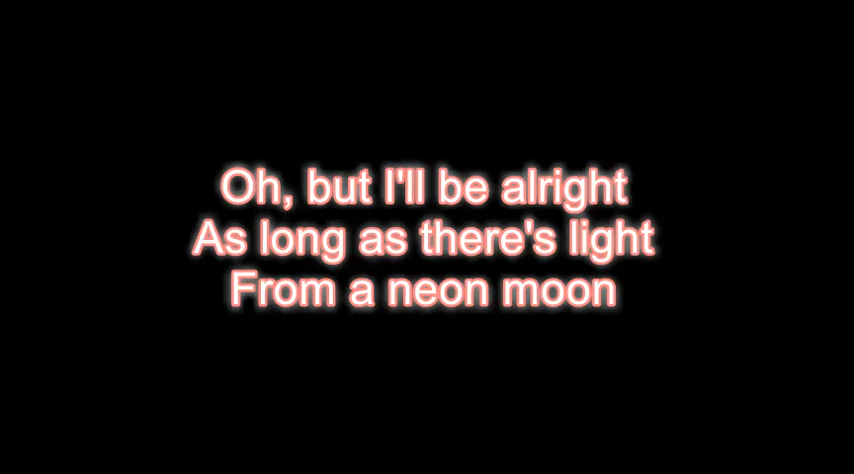 Oh, but I'll be alright
As long as there's light
From a neon moon